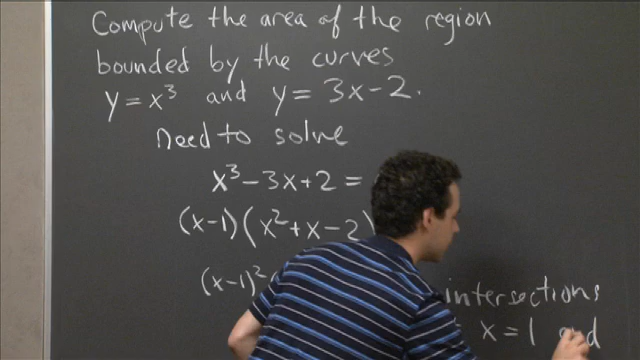 Compute the area of the region
bounded by the curves
y = x³ and y = 3x - 2.
need to solve
x³ - 3x + 2 =
(x-1)(x² + x - 2)
(x-1)²(
intersections
x = 1